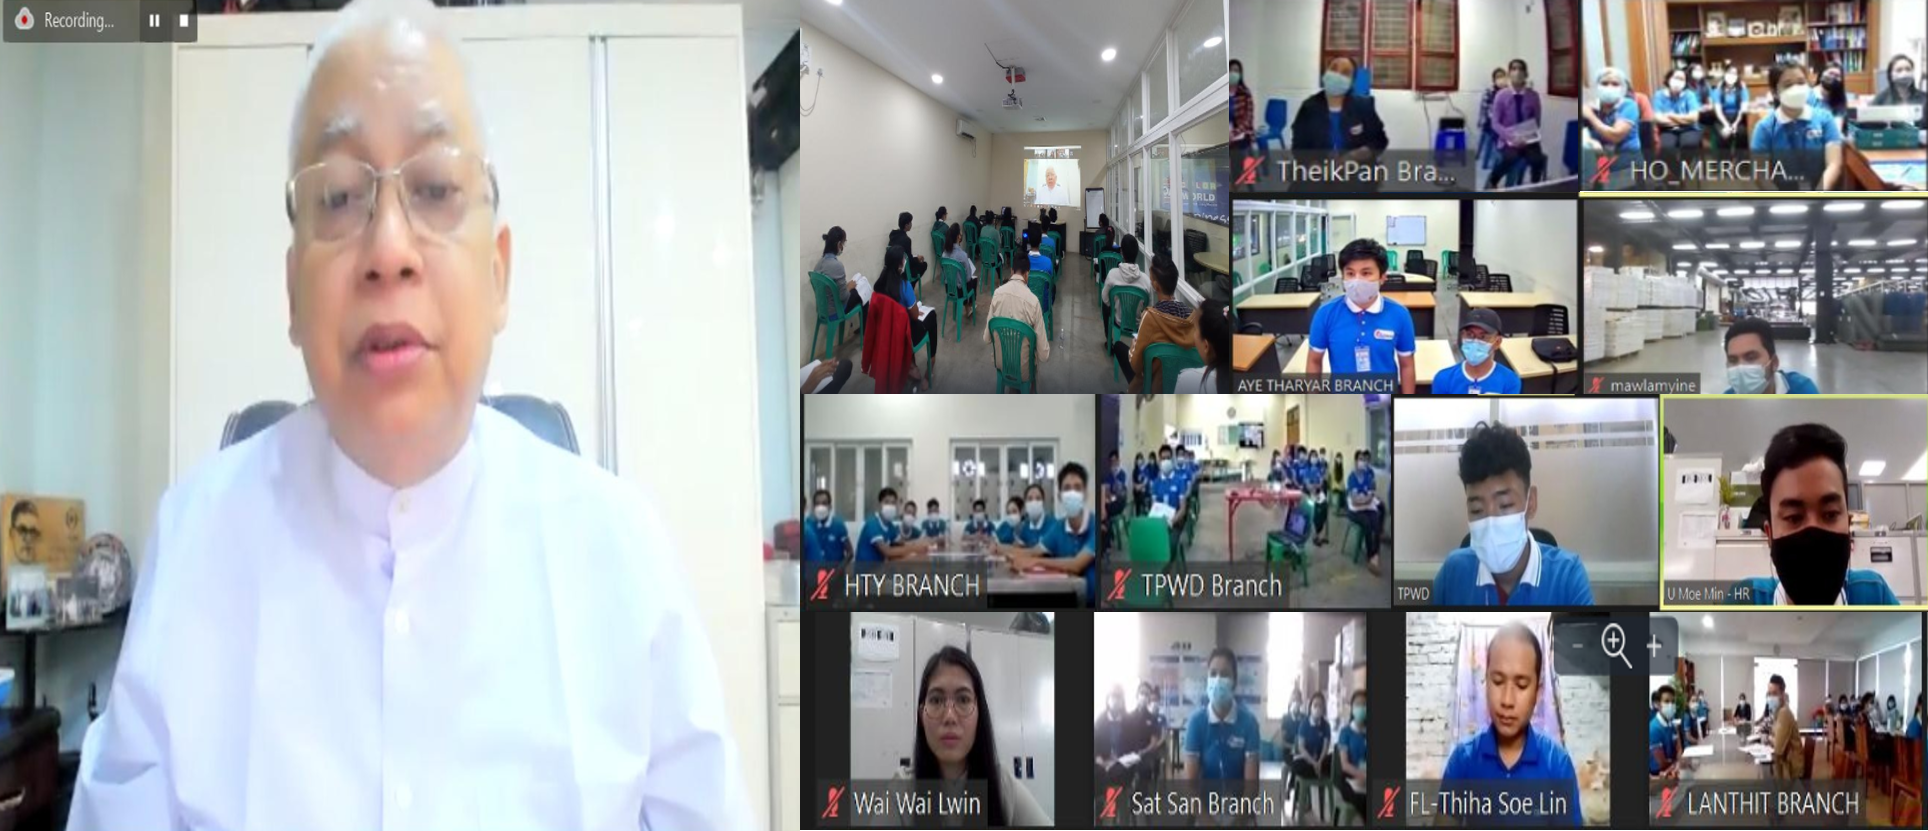 Recording...
TheikPan Bra...
HO_MERCHA...
AYE THARYAR BRANCH
mawlamyine
HTY BRANCH
TPWD Branch
TPWD
U Moe Min - HR
Wai Wai Lwin
Sat San Branch
FL-Thiha Soe Lin
LANTHIT BRANCH